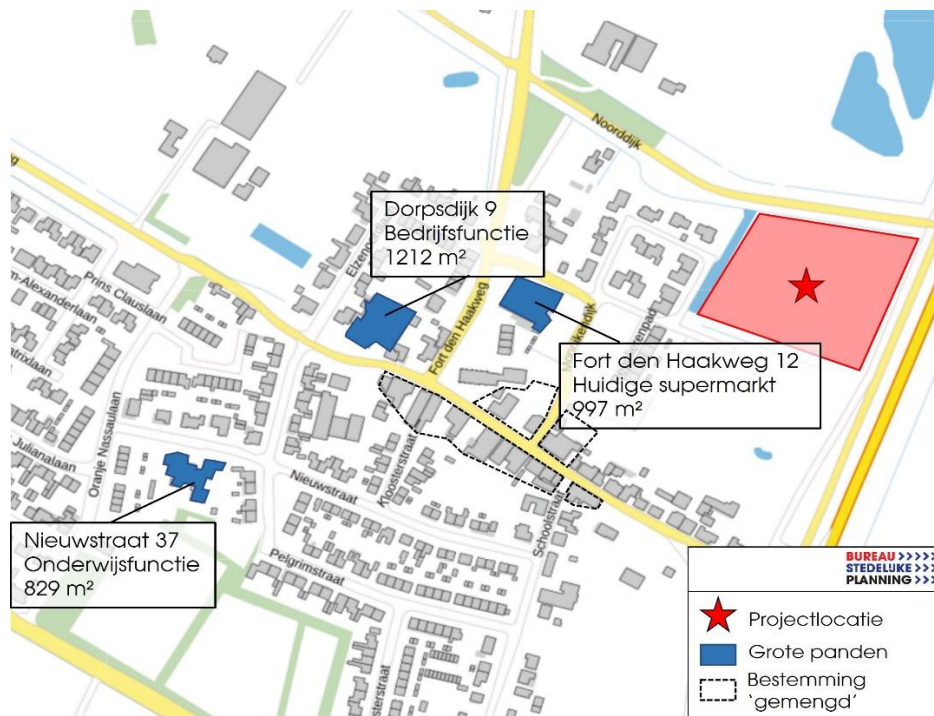 Noorddijk
Dorpsdijk 9
Bedrijfsfunctie
1212 m²
Prins Clauslaan
Fort den Haakweg
Fort den Haakweg 12
Huidige supermarkt
997 m²
Oranje Nassaulaan
Julianalaan
Kloosterstraat
Nieuwstraat
Schoolstraat
Pelgrimstraat
Nieuwstraat 37
Onderwijsfunctie
829 m²
BUREAU >>>>>
STEDELIJKE >>>
PLANNING >>>
Projectlocatie
Grote panden
Bestemming
‘gemengd’